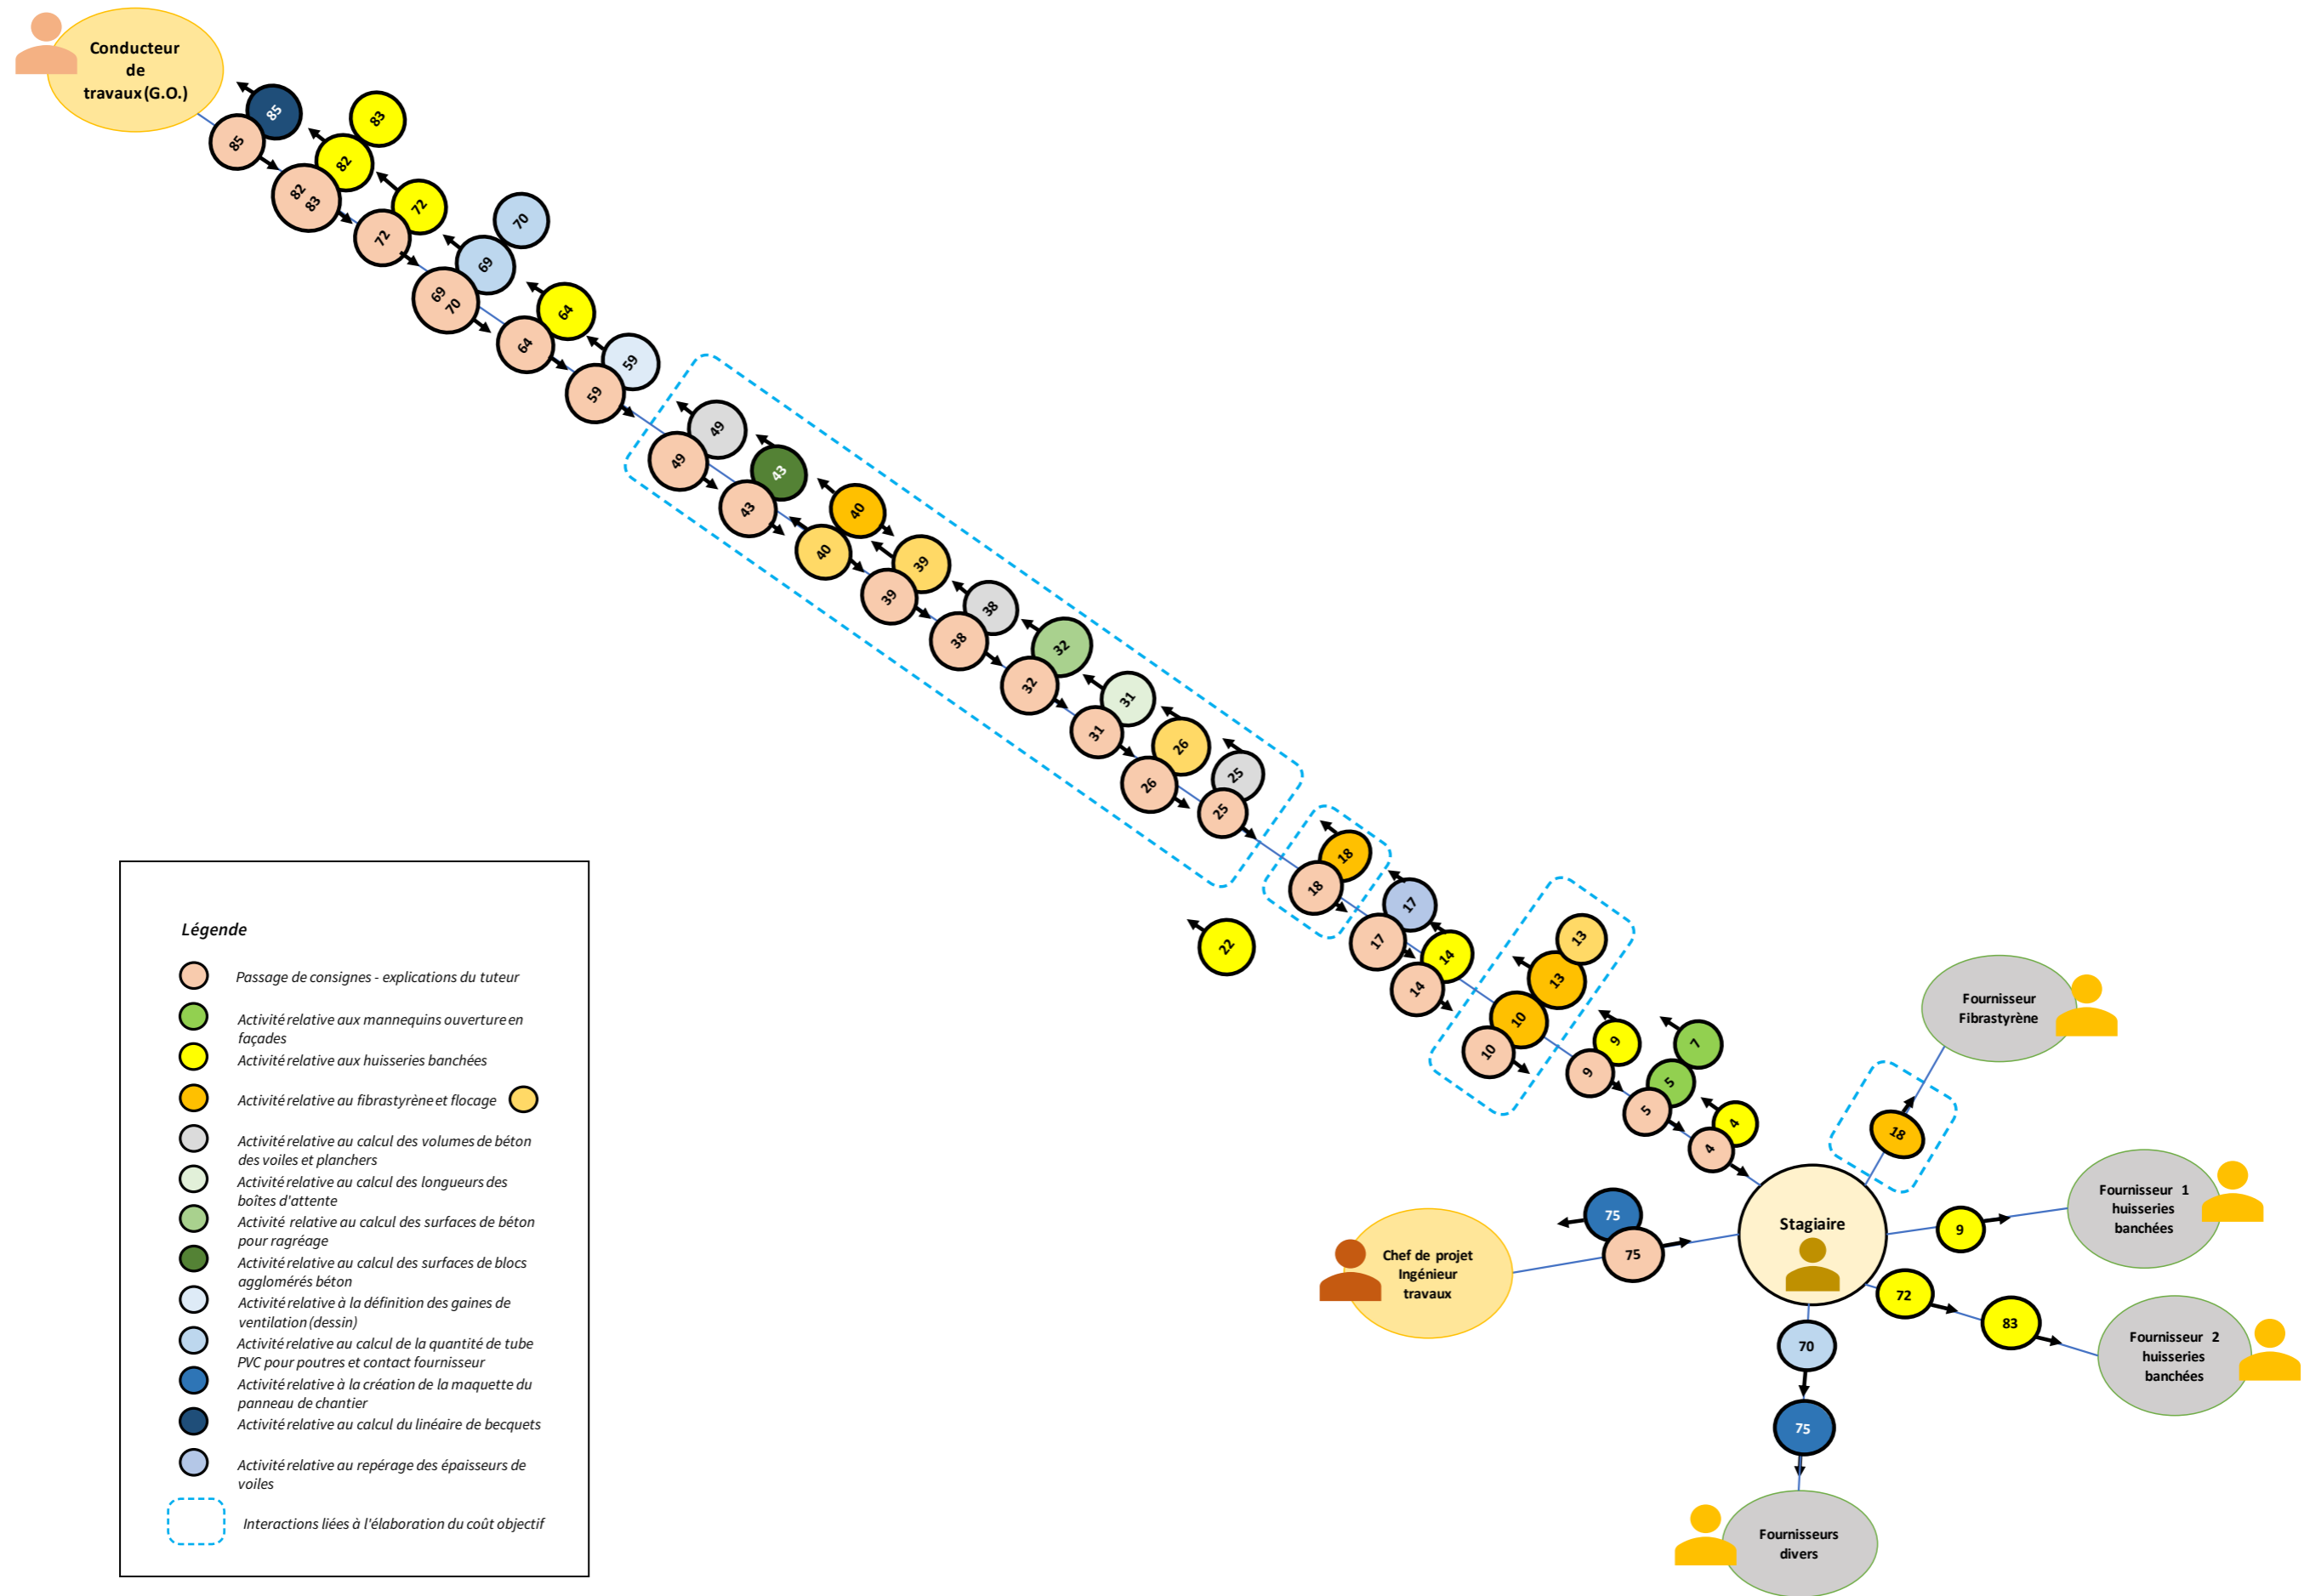 Conducteur
de
travaux (G.O.)
85
85
83
82
82
83
72
72
70
69
69
70
64
64
59
59
49
49
43
43
40
40
39
39
38
38
32
32
31
31
26
26
25
25
18
18
17
17
22
14
14
13
13
10
10
9
9
7
5
5
4
4
Fournisseur
Fibrastyrène
18
Stagiaire
Fournisseur 1
huisseries
banchées
9
72
83
Fournisseur 2
huisseries
banchées
75
75
Chef de projet
Ingénieur
travaux
70
75
Fournisseurs
divers
Légende
Passage de consignes - explications du tuteur
Activité relative aux mannequins ouverture en
façades
Activité relative aux huisseries banchées
Activité relative au fibrastyrène et flocage
Activité relative au calcul des volumes de béton
des voiles et planchers
Activité relative au calcul des longueurs des
boîtes d'attente
Activité relative au calcul des surfaces de béton
pour ragréage
Activité relative au calcul des surfaces de blocs
agglomérés béton
Activité relative à la définition des gaines de
ventilation (dessin)
Activité relative au calcul de la quantité de tube
PVC pour poutres et contact fournisseur
Activité relative à la création de la maquette du
panneau de chantier
Activité relative au calcul du linéaire de becquets
Activité relative au repérage des épaisseurs de
voiles
Interactions liées à l'élaboration du coût objectif